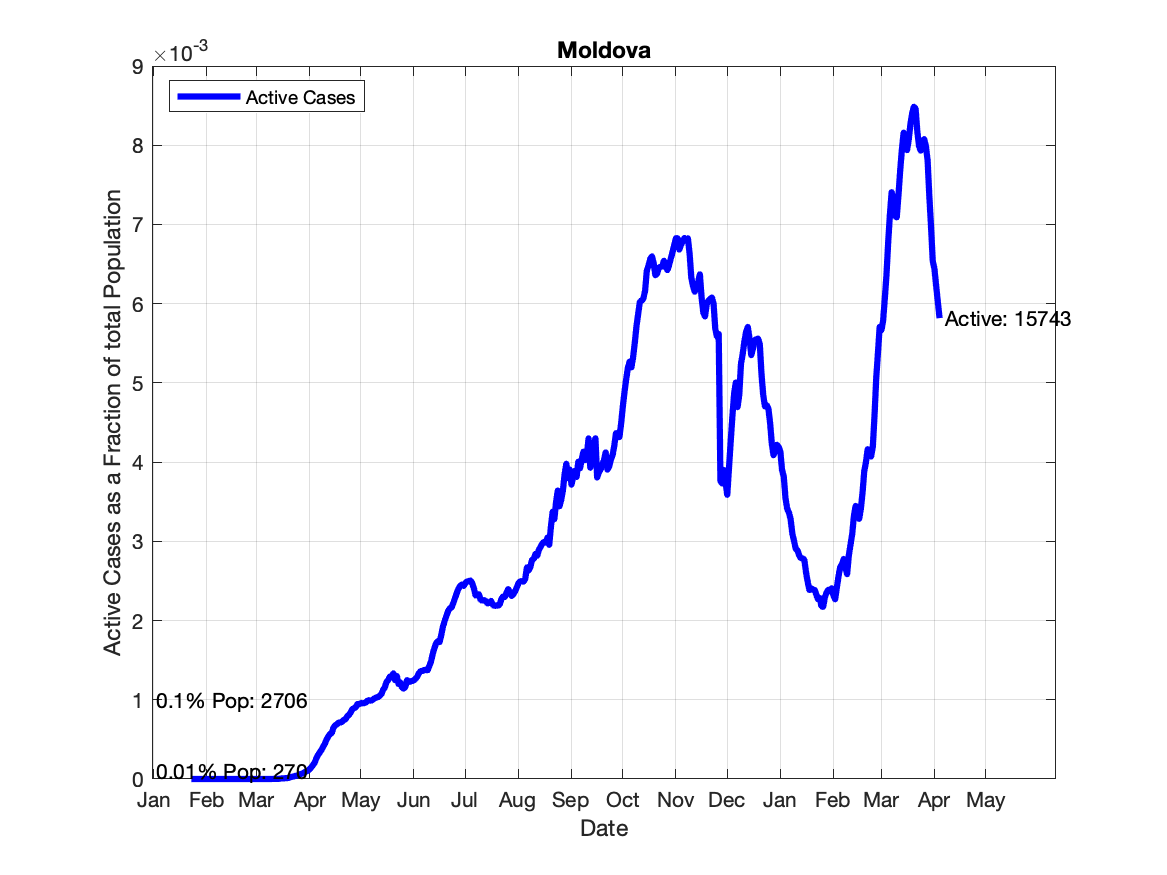 Moldova
×10-3
Active Cases
9
8
7
6
5
4
3
2
1
0
Active Cases as a Fraction of total Population
Active: 15743
0.1% Pop: 2706
0.01% Pop: 270
Jan Feb Mar Apr May Jun Jul Aug Sep Oct Nov Dec Jan Feb Mar Apr May
Date